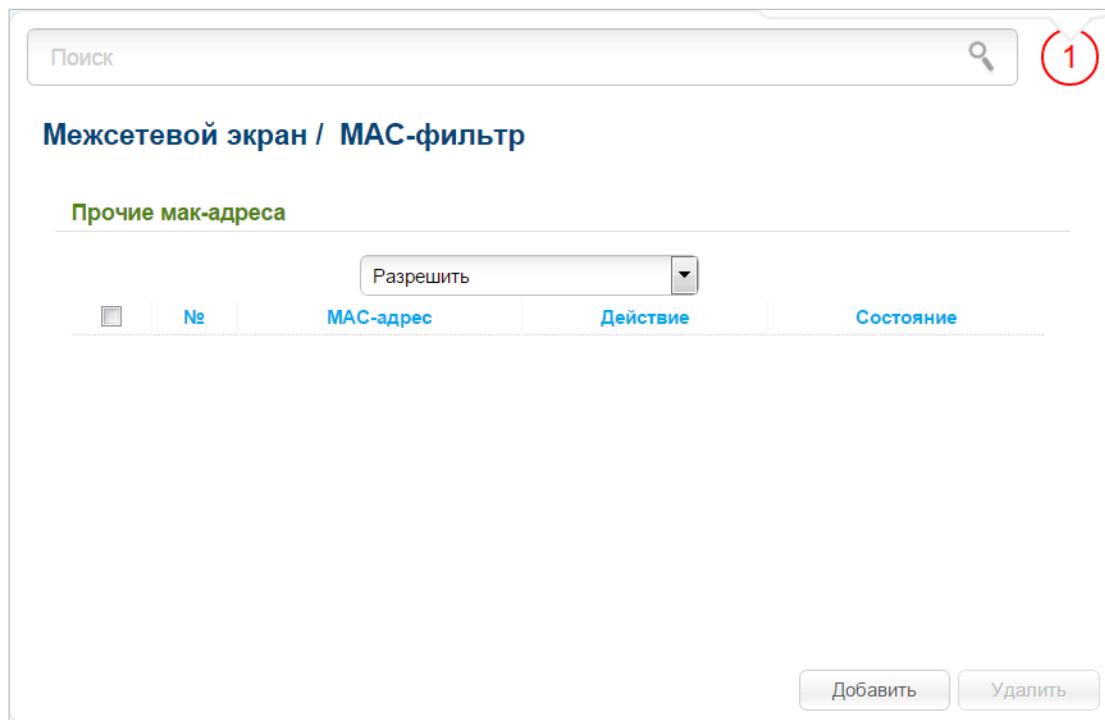 Поиск
1
Межсетевой экран / MAC-фильтр
Прочие мак-адреса
Разрешить
№ MAC-адрес Действие Состояние
Добавить Удалить